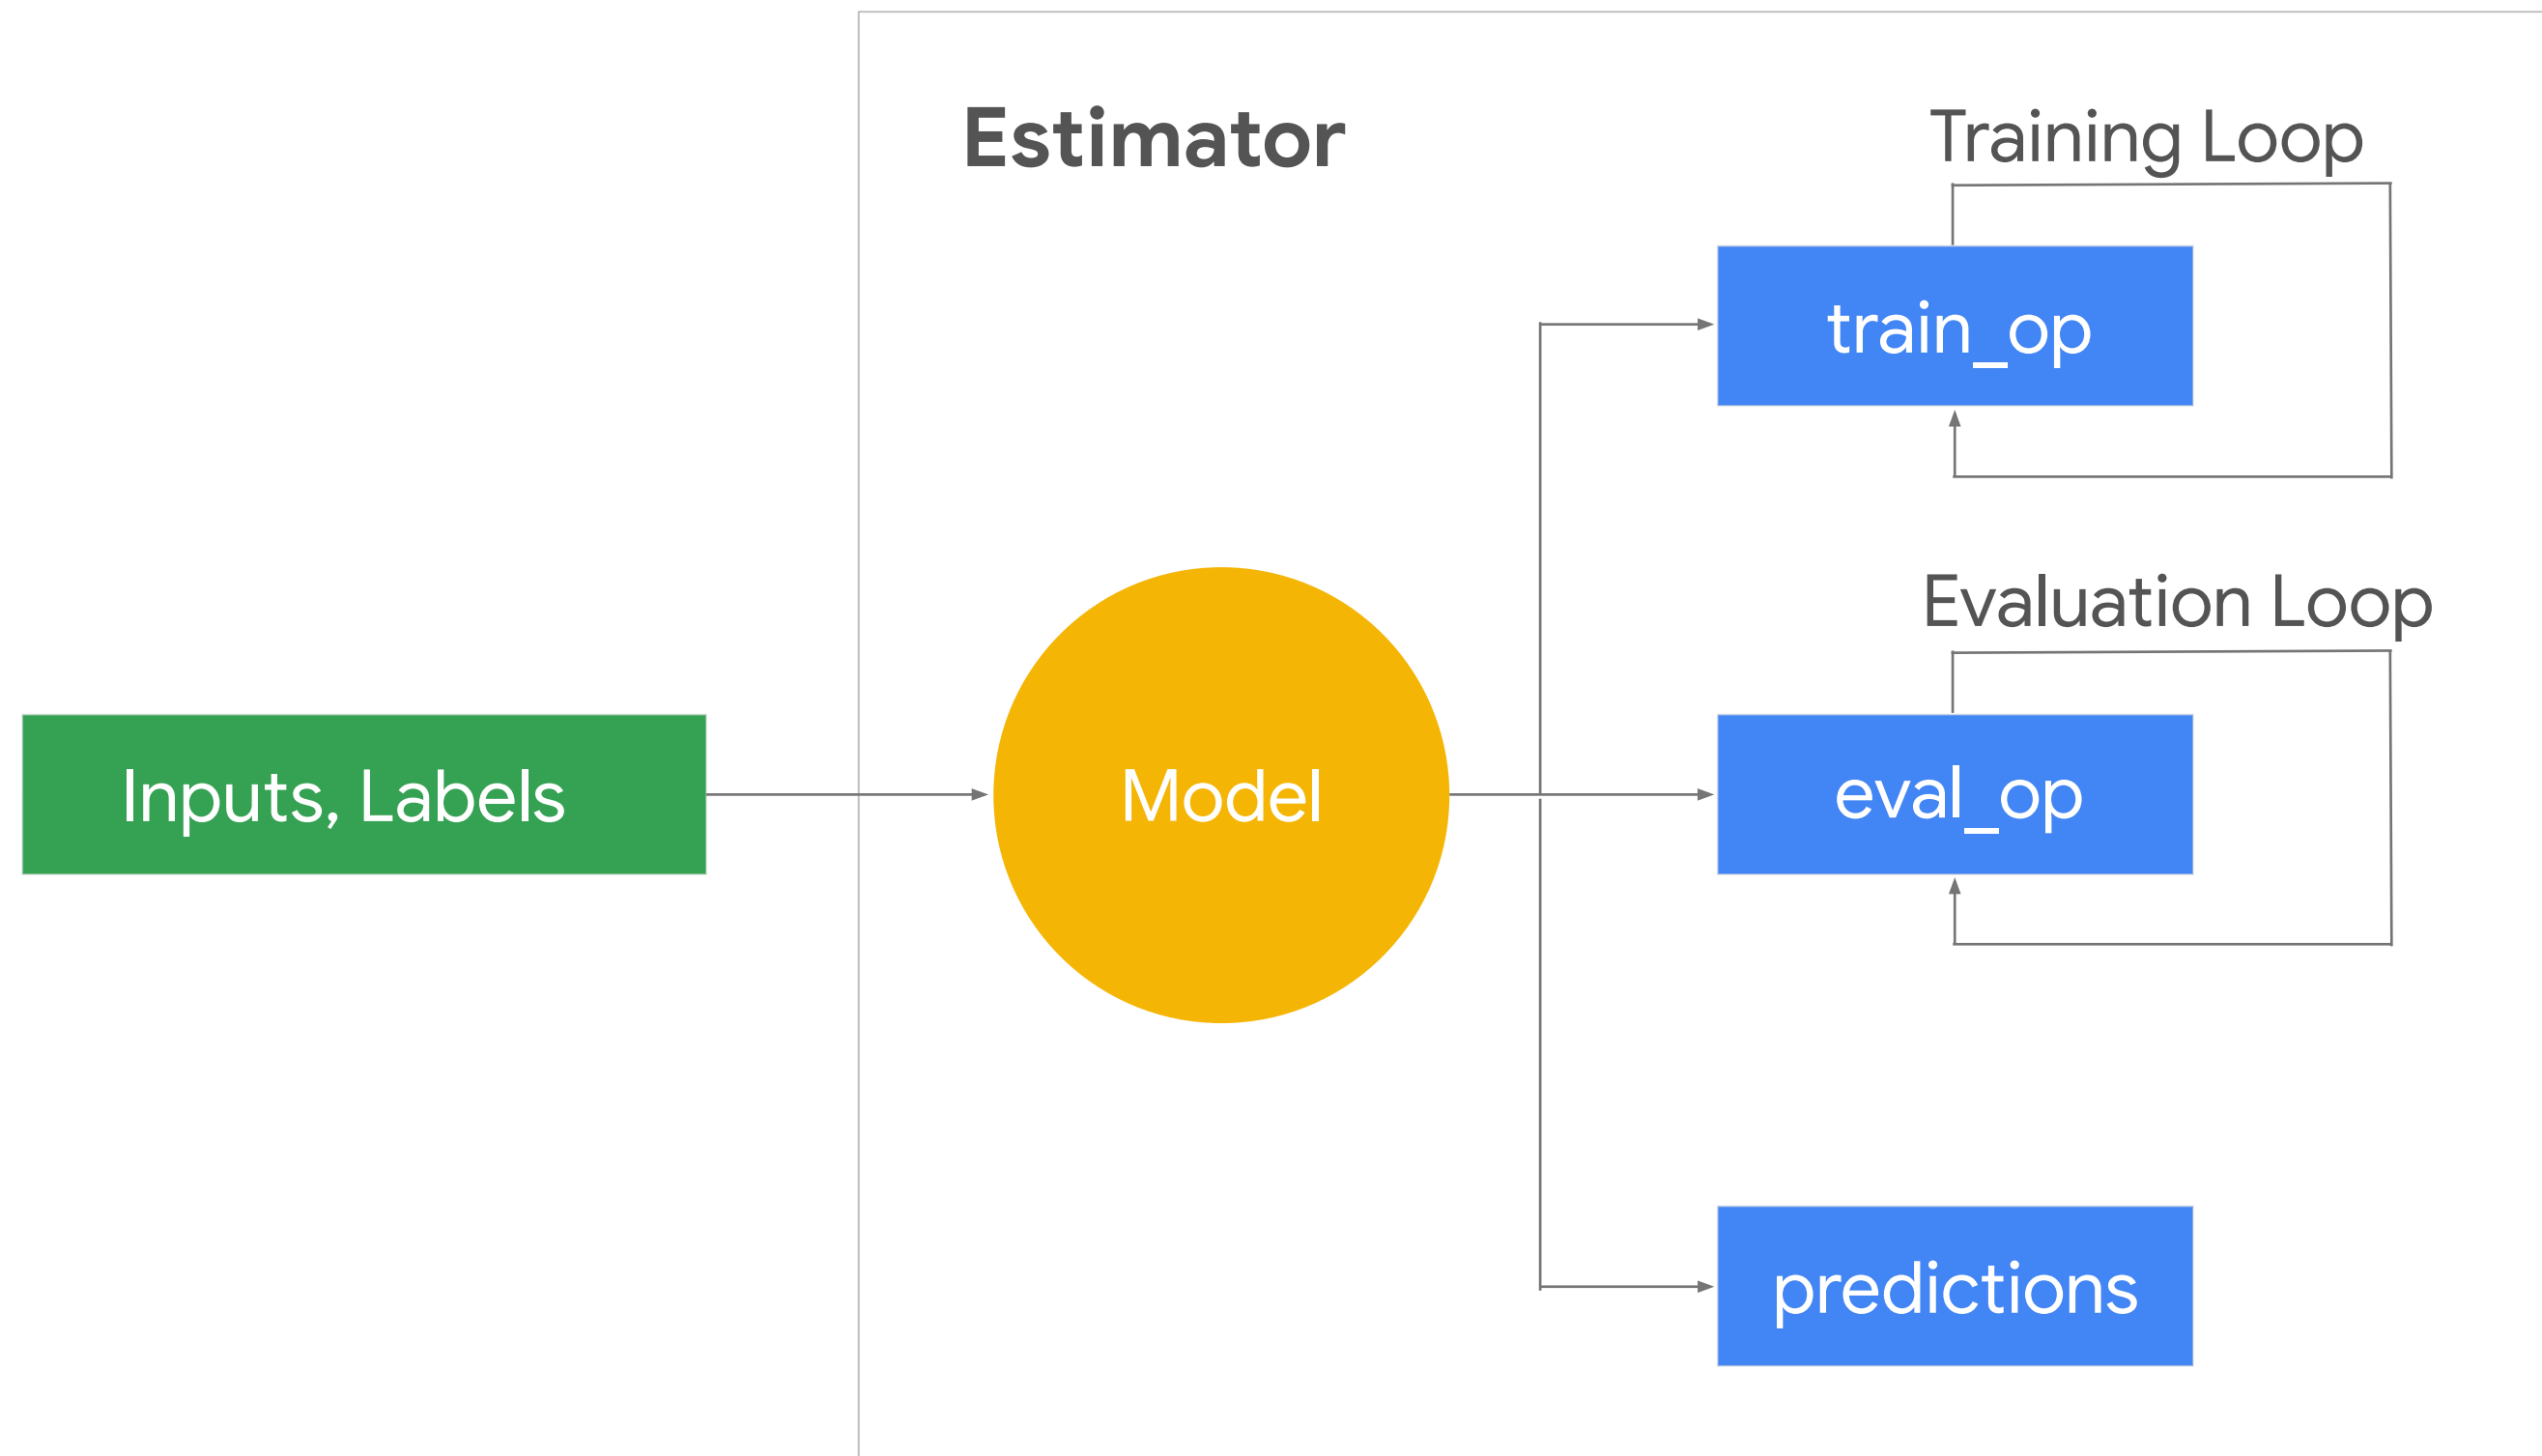 Estimator
Training Loop
train_op
Evaluation Loop
Inputs, Labels
Model
eval_op
predictions